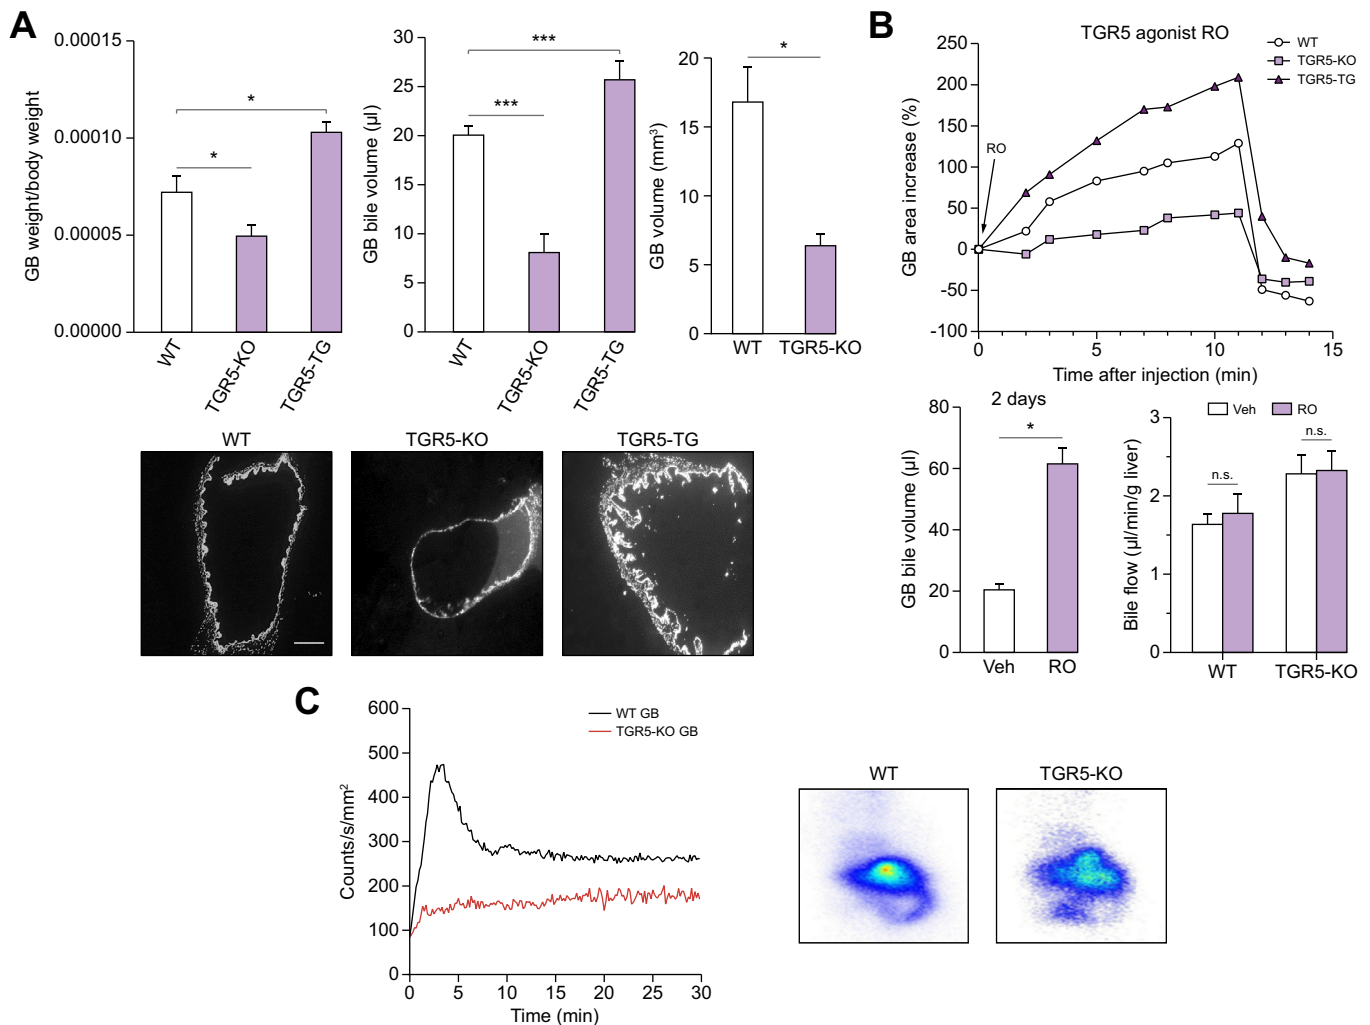 A
0.00015
0.00010
0.00005
0.00000
GB weight/body weight
*
*
WT
TGR5-KO
TGR5-TG
30
25
20
15
10
5
0
GB bile volume (µl)
***
***
WT
TGR5-KO
TGR5-TG
20
15
10
5
0
GB volume (mm³)
*
WT
TGR5-KO
WT
TGR5-KO
TGR5-TG
B
TGR5 agonist RO
WT
TGR5-KO
TGR5-TG
250
200
150
100
50
0
-50
-100
GB area increase (%)
RO
0
5
10
15
Time after injection (min)
2 days
80
60
40
20
0
GB bile volume (µl)
*
Veh
RO
Veh
RO
3
2
1
0
Bile flow (µl/min/g liver)
n.s.
n.s.
WT
TGR5-KO
C
600
500
400
300
200
100
0
Counts/s/mm²
WT GB
TGR5-KO GB
0
5
10
15
20
25
30
Time (min)
WT
TGR5-KO